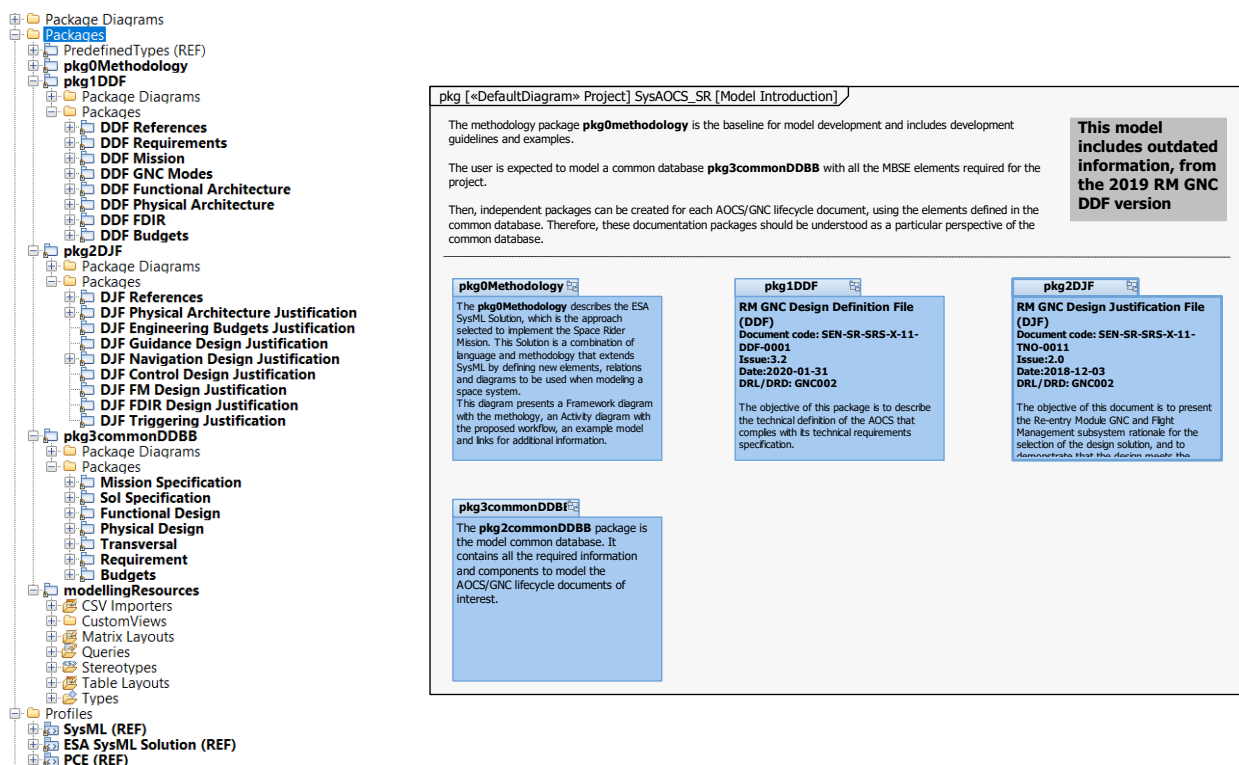 Package Diagrams
Packages
PredefinedTypes (REF)
pkg0Methodology
pkg1DDF
Package Diagrams
Packages
DDF References
DDF Requirements
DDF Mission
DDF GNC Modes
DDF Functional Architecture
DDF Physical Architecture
DDF FDIR
DDF Budgets
pkg2DJF
Package Diagrams
Packages
DJF References
DJF Physical Architecture Justification
DJF Engineering Budgets Justification
DJF Guidance Design Justification
DJF Navigation Design Justification
DJF Control Design Justification
DJF FM Design Justification
DJF FDIR Design Justification
DJF Triggering Justification
pkg3commonDDBB
Package Diagrams
Packages
Mission Specification
Sol Specification
Functional Design
Physical Design
Transversal
Requirement
Budgets
modellingResources
CSV Importers
CustomViews
Matrix Layouts
Queries
Stereotypes
Table Layouts
Types
Profiles
SysML (REF)
ESA SysML Solution (REF)
PCE (REF)
pkg [«DefaultDiagram» Project] SysAOCS_SR [Model Introduction]
The methodology package pkg0methodology is the baseline for model development and includes development
guidelines and examples.
The user is expected to model a common database pkg3commonDDBB with all the MBSE elements required for the
project.
Then, independent packages can be created for each AOCS/GNC lifecycle document, using the elements defined in the
common database. Therefore, these documentation packages should be understood as a particular perspective of the
common database.
This model
includes outdated
information, from
the 2019 RM GNC
DDF version
pkg0Methodology
The pkg0Methodology describes the ESA
SysML Solution, which is the approach
selected to implement the Space Rider
Mission. This Solution is a combination of
language and methodology that extends
SysML by defining new elements, relations
and diagrams to be used when modeling a
space system.
This diagram presents a Framework diagram
with the methology, an Activity diagram with
the proposed workflow, an example model
and links for additional information.
pkg1DDF
RM GNC Design Definition File
(DDF)
Document code: SEN-SR-SRS-X-11-
DDF-0001
Issue:3.2
Date:2020-01-31
DRL/DRD: GNC002
The objective of this package is to describe
the technical definition of the AOCS that
complies with its technical requirements
specification.
pkg2DJF
RM GNC Design Justification File
(DJF)
Document code: SEN-SR-SRS-X-11-
TNO-0011
Issue:2.0
Date:2018-12-03
DRL/DRD: GNC002
The objective of this document is to present
the Re-entry Module GNC and Flight
Management subsystem rationale for the
selection of the design solution, and to
demonstrate that the design meets the
pkg3commonDDBB
The pkg2commonDDBB package is
the model common database. It
contains all the required information
and components to model the
AOCS/GNC lifecycle documents of
interest.